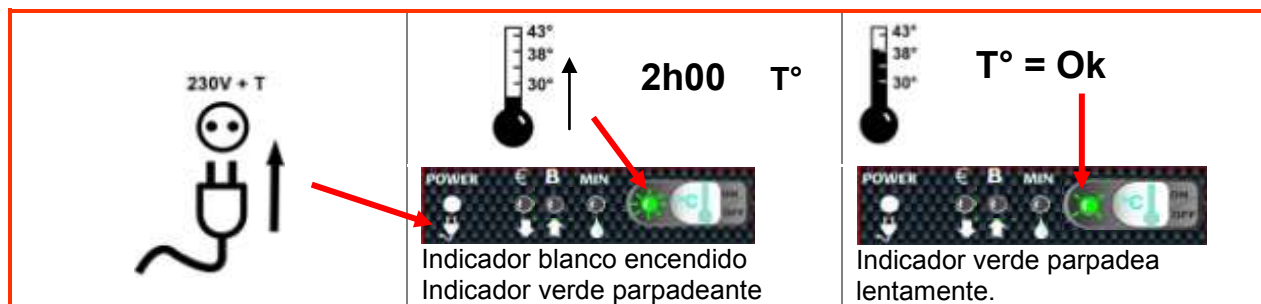 230V + T
43°
38°
30°
2h00 T°
POWER € B MIN
°C
ON
OFF
Indicador blanco encendido
Indicador verde parpadeante
43°
38°
30°
T° = Ok
POWER € B MIN
°C
ON
OFF
Indicador verde parpadea
lentamente.